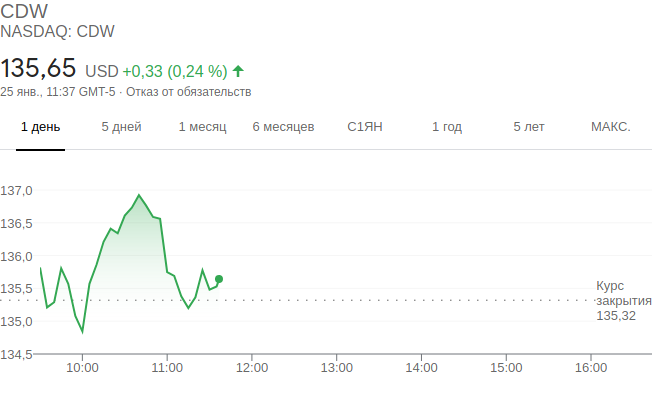 CDW
NASDAQ: CDW
135,65 USD +0,33 (0,24 %)
25 янв., 11:37 GMT-5 · Отказ от обязательств
1 день 5 дней 1 месяц 6 месяцев С1ЯН 1 год 5 лет МАКС.
137,0
136,5
136,0
135,5
Курс
закрытия
135,32
135,0
134,5
10:00 11:00 12:00 13:00 14:00 15:00 16:00